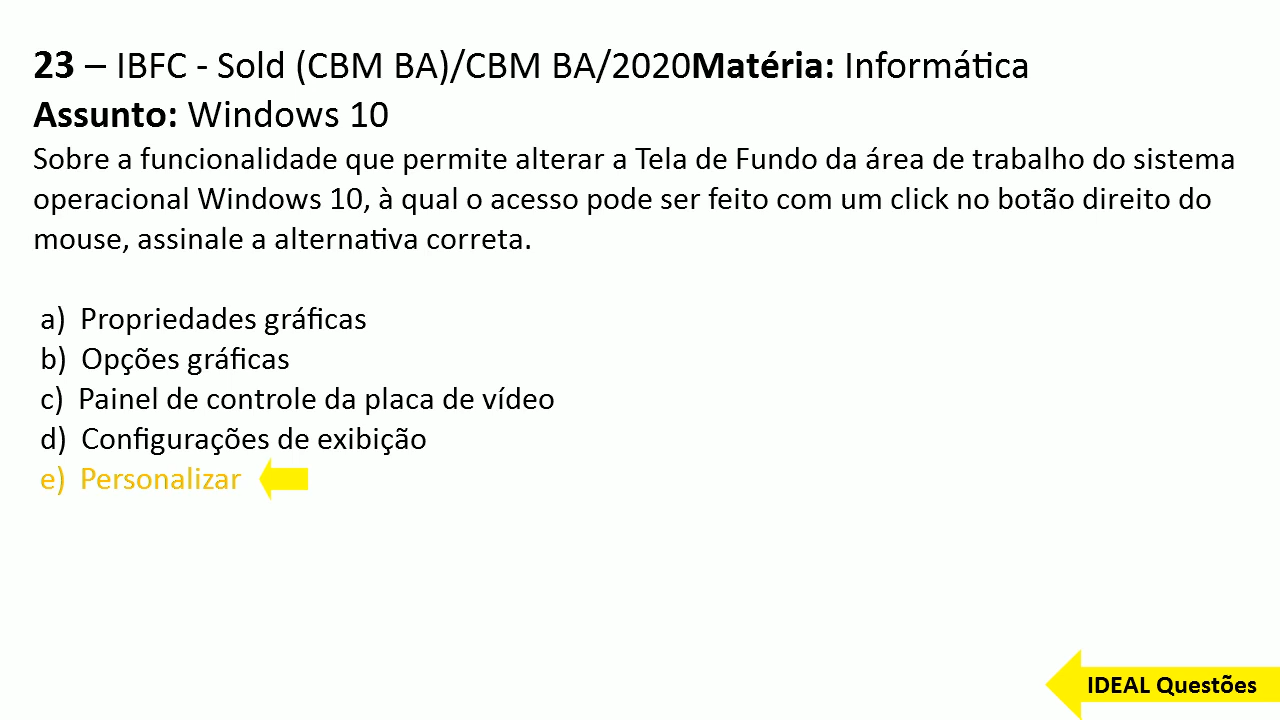 23 – IBFC - Sold (CBM BA)/CBM BA/2020Matéria: Informática
Assunto: Windows 10
Sobre a funcionalidade que permite alterar a Tela de Fundo da área de trabalho do sistema
operacional Windows 10, à qual o acesso pode ser feito com um click no botão direito do
mouse, assinale a alternativa correta.
a) Propriedades gráficas
b) Opções gráficas
c) Painel de controle da placa de vídeo
d) Configurações de exibição
e) Personalizar
IDEAL Questões